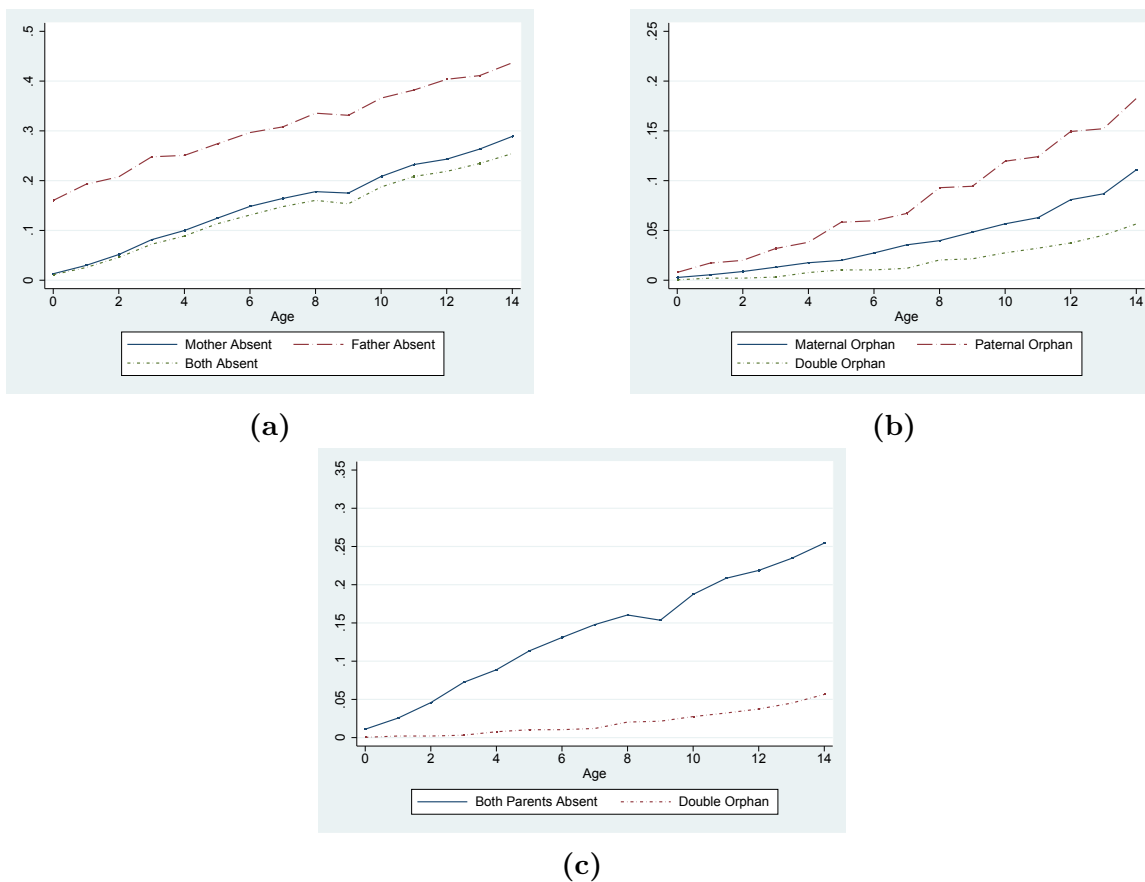 .5
.4
.3
.2
.1
0
0 2 4 6 8 10 12 14
Age
Mother Absent Father Absent
Both Absent
(a)
.25
.2
.15
.1
.05
0
0 2 4 6 8 10 12 14
Age
Maternal Orphan Paternal Orphan
Double Orphan
(b)
.35
.3
.25
.2
.15
.1
.05
0
0 2 4 6 8 10 12 14
Age
Both Parents Absent Double Orphan
(c)